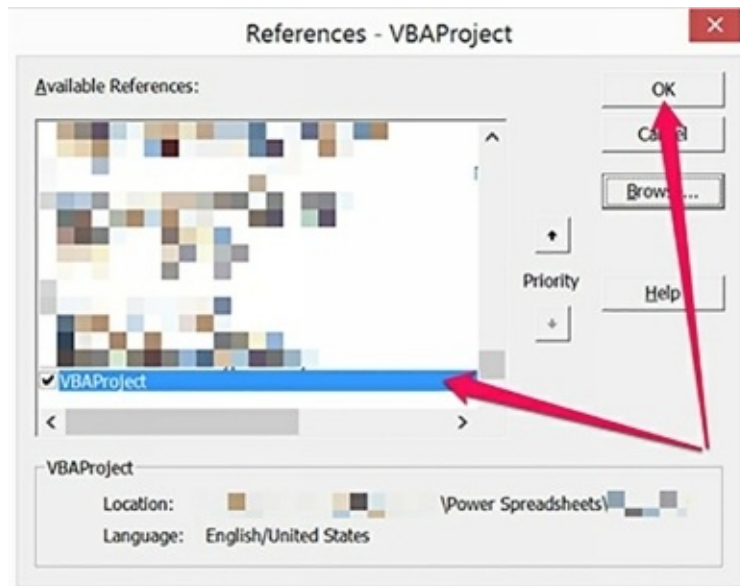 References - VBAProject
Available References:
OK
Cancel
Browse...
Priority
Help
VBAProject
VBAProject
Location: \Power Spreadsheets\
Language: English/United States